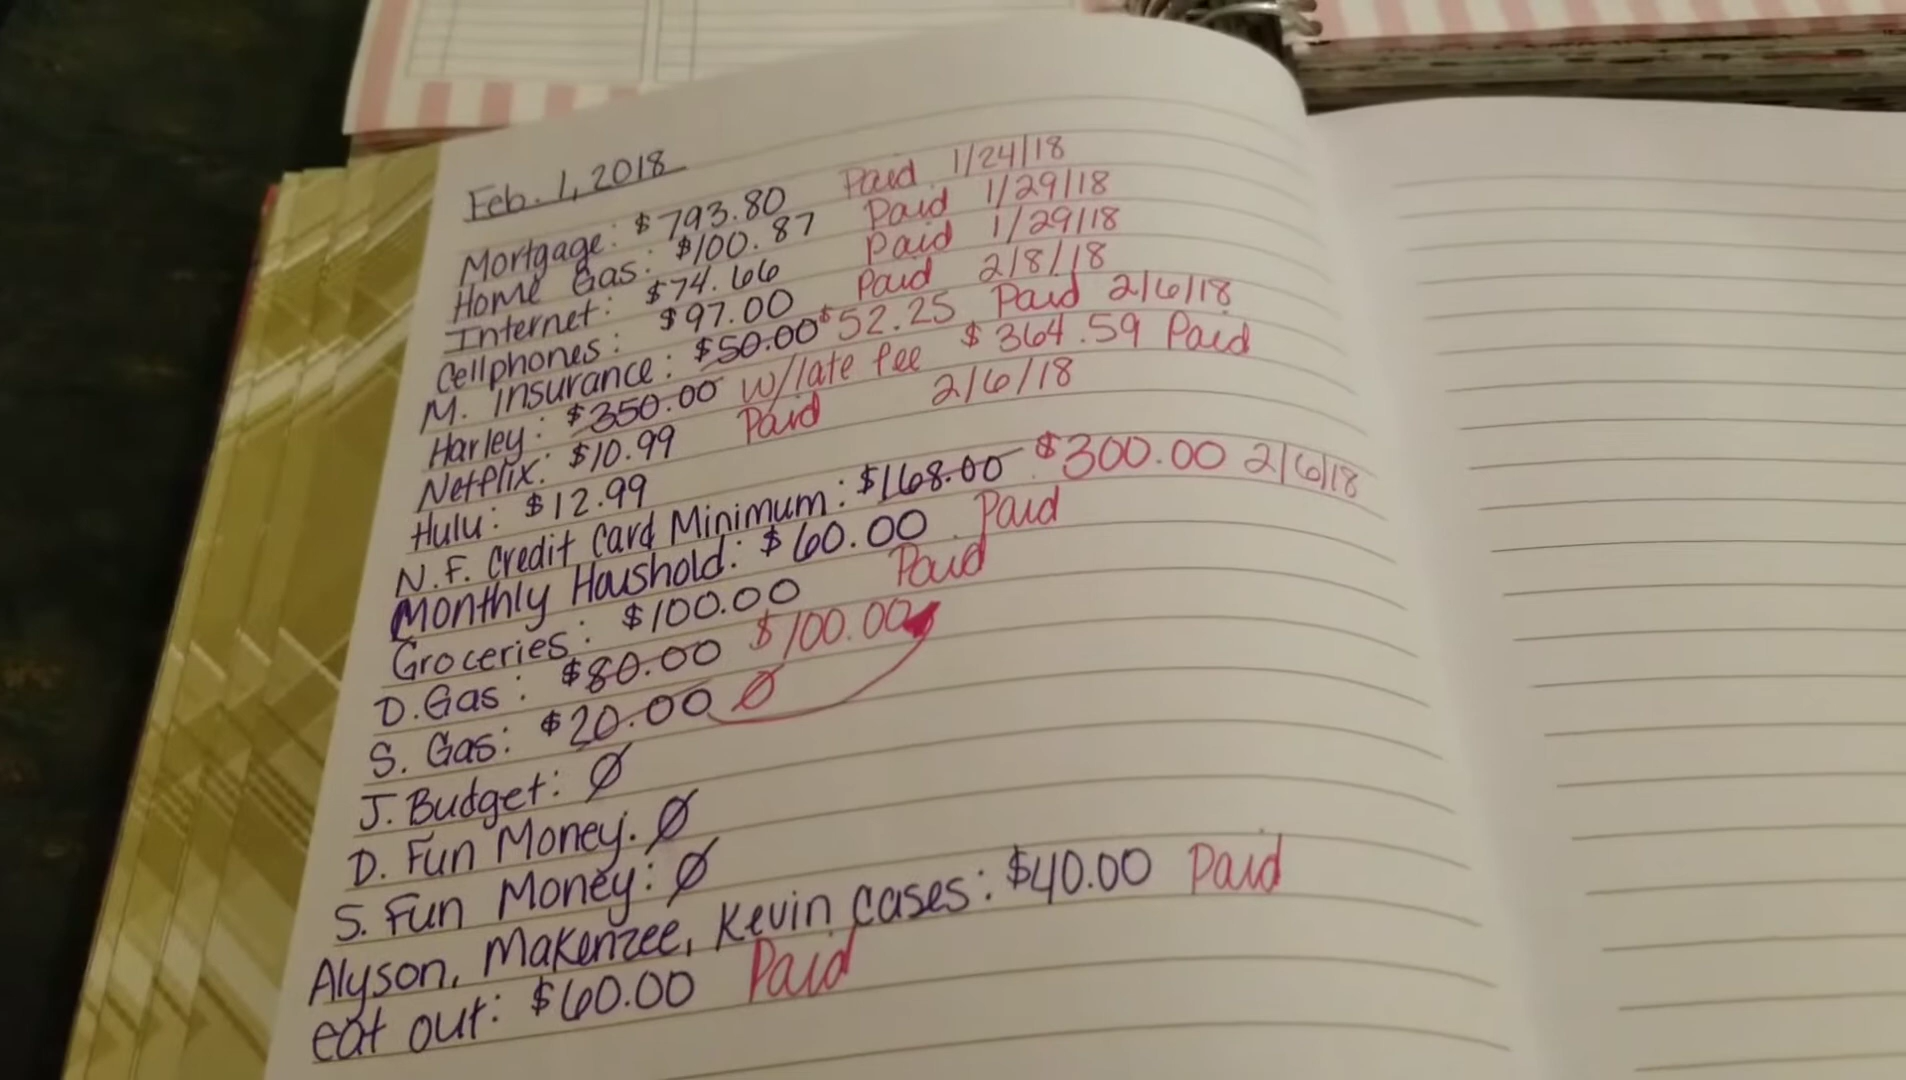 Feb. 1, 2018
Mortgage: $793.80 Paid 1/24/18
Home Gas: $100.87 Paid 1/29/18
Internet: $74.66 Paid 1/29/18
Cellphones: $97.00 Paid 2/8/18
M. Insurance: $50.00 $52.25 Paid 2/6/18
Harley: $350.00 w/late fee $364.59 Paid
Netflix: $10.99 Paid 2/6/18
Hulu: $12.99
N.F. Credit Card Minimum: $168.00 $300.00 2/6/18
Monthly Haushold: $60.00 Paid
Groceries: $100.00 Paid
D. Gas: $80.00 $100.00
S. Gas: $20.00 Ø
J. Budget: Ø
D. Fun Money: Ø
S. Fun Money: Ø
Alyson, Makenzee, Kevin cases: $40.00 Paid
eat out: $60.00 Paid